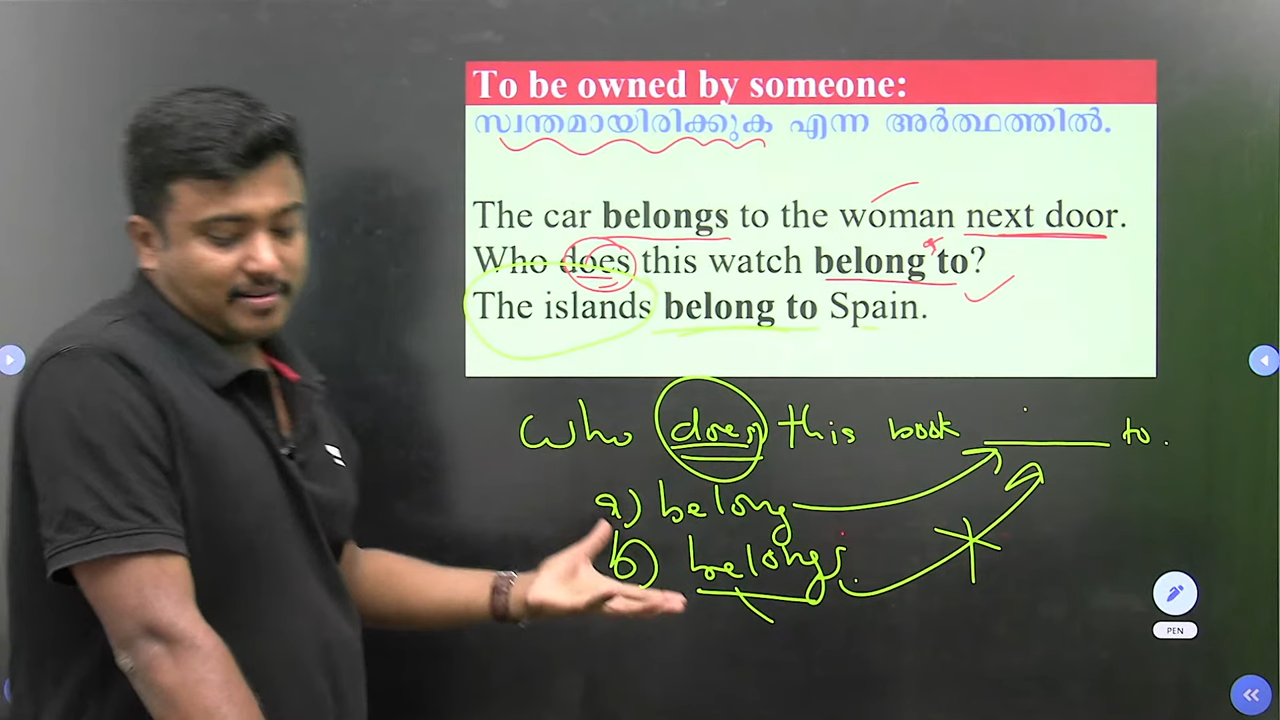 To be owned by someone:
സ്വന്തമായിരിക്കുക എന്ന അർത്ഥത്തിൽ.
The car belongs to the woman next door.
Who does this watch belong to?
The islands belong to Spain.
Who does this book ______ to.
a) belong
b) belongs.
PEN